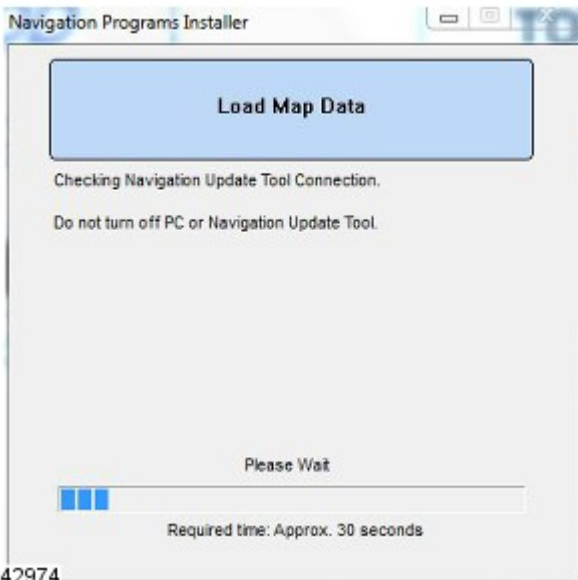 Navigation Programs Installer
TO
Load Map Data
Checking Navigation Update Tool Connection.
Do not turn off PC or Navigation Update Tool.
Please Wait
Required time: Approx. 30 seconds
42974